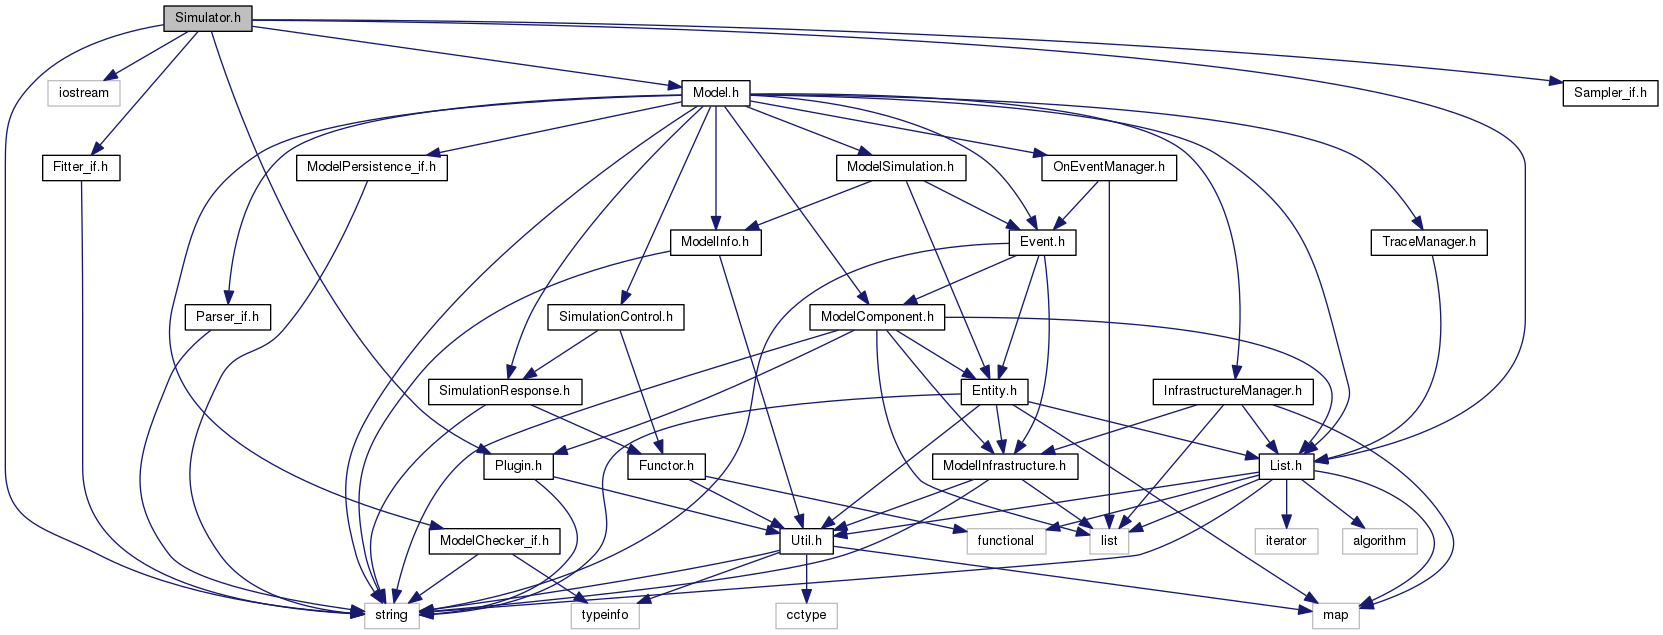 Simulator.h
iostream
Model.h
Sampler_if.h
Fitter_if.h
ModelPersistence_if.h
ModelSimulation.h
OnEventManager.h
ModelInfo.h
Event.h
TraceManager.h
Parser_if.h
SimulationControl.h
ModelComponent.h
SimulationResponse.h
Entity.h
InfrastructureManager.h
Plugin.h
Functor.h
ModelInfrastructure.h
List.h
ModelChecker_if.h
Util.h
functional
list
iterator
algorithm
string
typeinfo
cctype
map